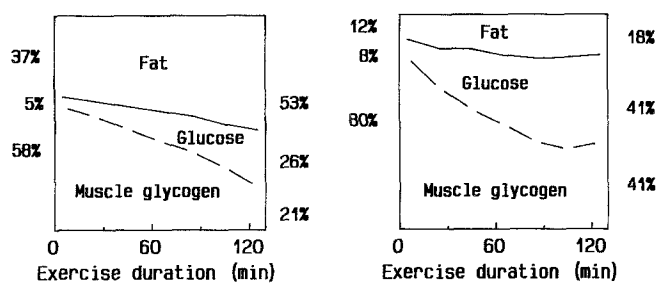 37%
Fat
5%
53%
Glucose
58%
26%
Muscle glycogen
21%
0 60 120
Exercise duration (min)
12%
Fat
18%
8%
Glucose
41%
80%
Muscle glycogen
41%
0 60 120
Exercise duration (min)